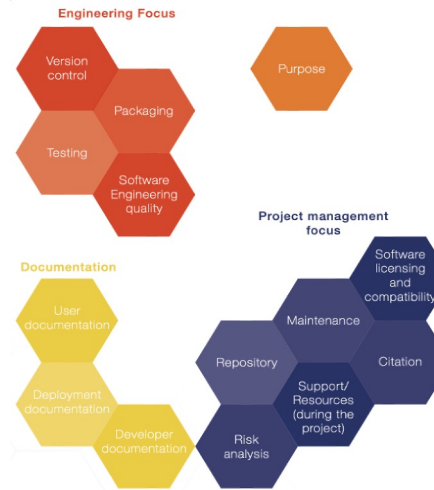 Engineering Focus
Version
control
Purpose
Packaging
Testing
Software
Engineering
quality
Project management
focus
Software
licensing
and
compatibility
Documentation
User
documentation
Maintenance
Repository
Citation
Deployment
documentation
Support/
Resources
(during the
project)
Developer
documentation
Risk
analysis